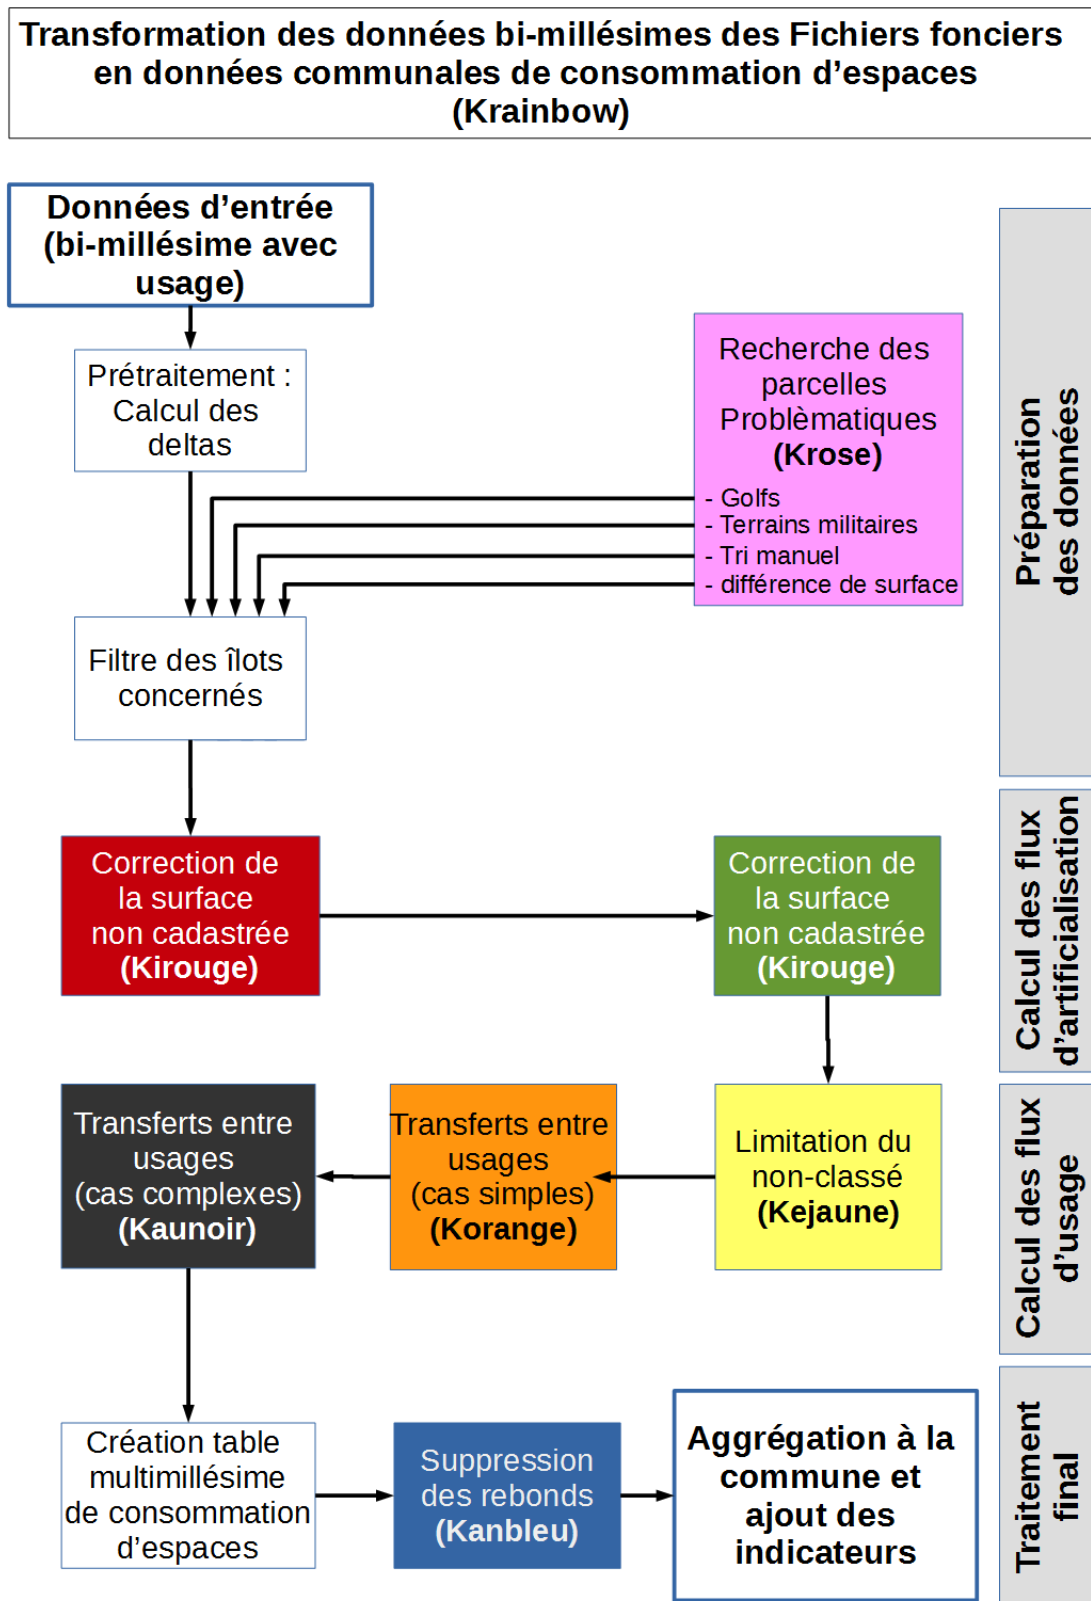 Transformation des données bi-millésimes des Fichiers fonciers
en données communales de consommation d'espaces
(Krainbow)
Données d'entrée
(bi-millésime avec
usage)
Prétraitement :
Calcul des
deltas
Recherche des
parcelles
Problèmatiques
(Krose)
- Golfs
- Terrains militaires
- Tri manuel
- différence de surface
Filtre des îlots
concernés
Préparation
des données
Correction de
la surface
non cadastrée
(Kirouge)
Correction de
la surface
non cadastrée
(Kirouge)
Calcul des flux
d'artificialisation
Transferts entre
usages
(cas complexes)
(Kaunoir)
Transferts entre
usages
(cas simples)
(Korange)
Limitation du
non-classé
(Kejaune)
Calcul des flux
d'usage
Création table
multimillésime
de consommation
d'espaces
Suppression
des rebonds
(Kanbleu)
Aggrégation à la
commune et
ajout des
indicateurs
Traitement
final